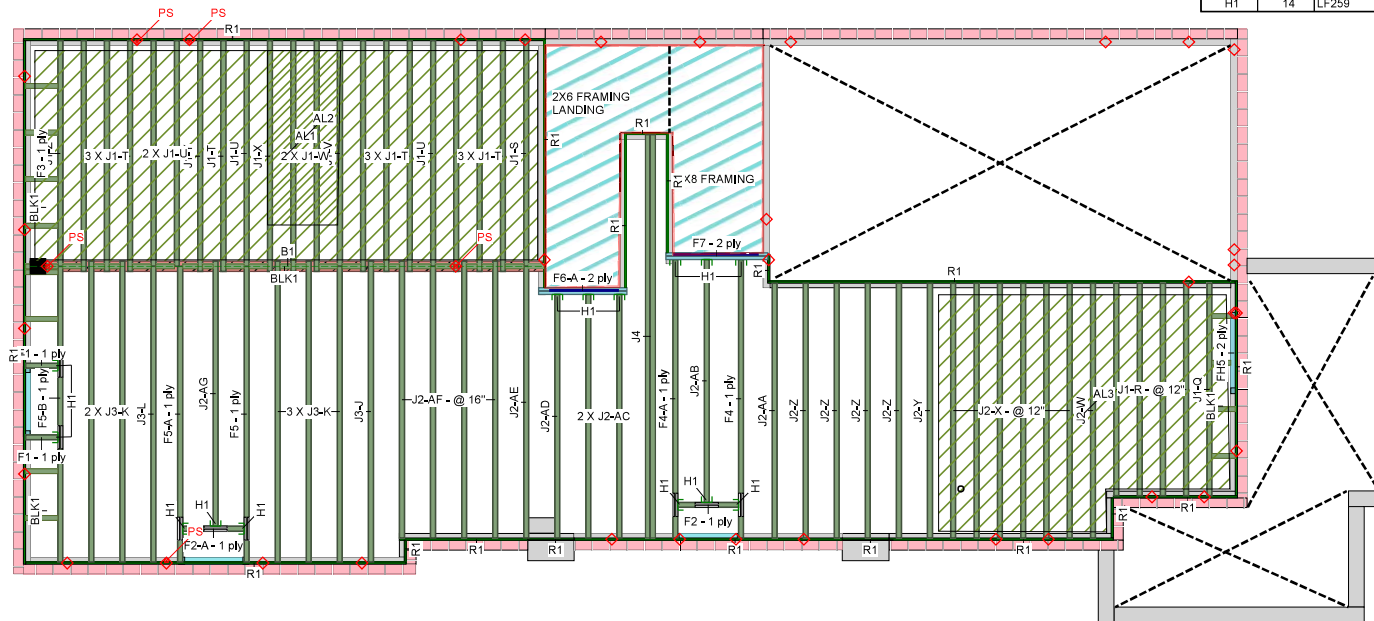 H1 14 LF259
PS
PS
R1
2X6 FRAMING
LANDING
R1
AL2
AL1
F3 - 1 ply
3 X J1-T
J1-T
J1-U
J1-X
2 X J1-W
3 X J1-T
J1-U
3 X J1-T
J1-S
R1
R1
X8 FRAMING
BLK1
R1
PS
B1
PS
BLK1
F7 - 2 ply
H1
R1
R1
F6-A - 2 ply
H1
J4
R1
1 - 1 ply
F5-B - 1 ply
H1
2 X J3-K
J3-L
F5-A - 1 ply
J2-AG
F5 - 1 ply
3 X J3-K
J3-J
J2-AF - @ 16"
J2-AE
J2-AD
2 X J2-AC
F4-A - 1 ply
J2-AB
F4 - 1 ply
J2-AA
J2-Z
J2-Z
J2-Z
J2-Z
J2-Y
J2-X - @ 12"
J2-W
AL3
J1-R - @ 12"
J1-Q
BLK1
FH5 - 2 ply
R1
F1 - 1 ply
BLK1
H1
H1
H1
H1
H1
H1
F2 - 1 ply
PS
F2-A - 1 ply
R1
R1
R1
R1
R1
R1
R1
R1
R1
R1